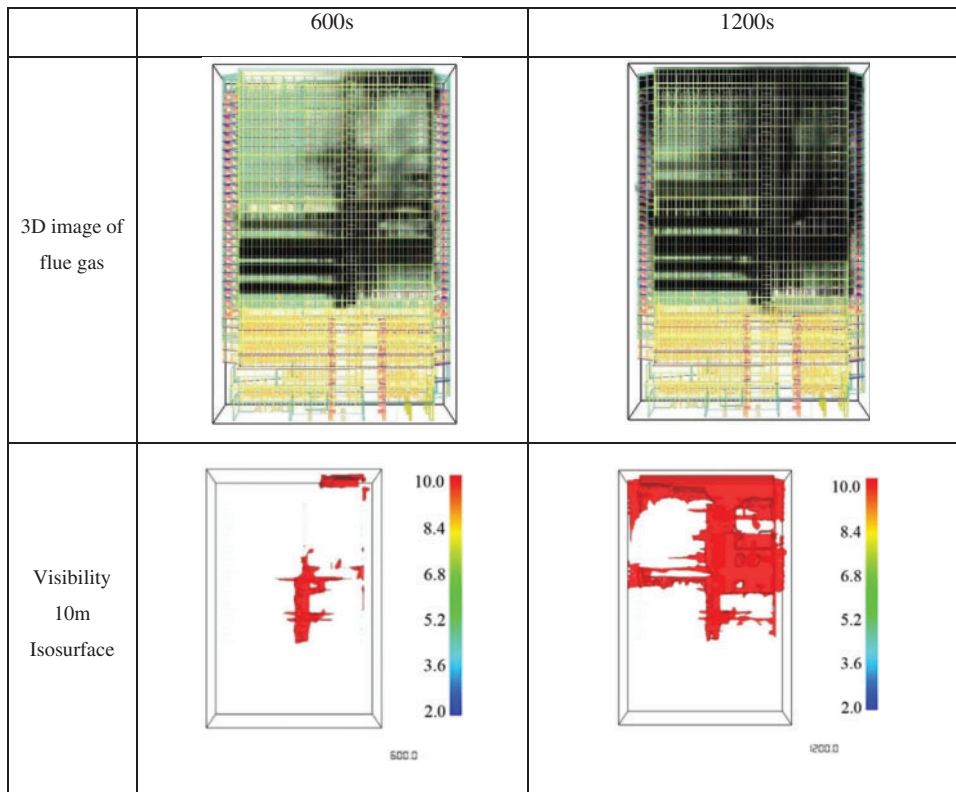 600s
1200s
3D image of
flue gas
Visibility
10m
Isosurface
10.0
8.4
6.8
5.2
3.6
2.0
600.0
10.0
8.4
6.8
5.2
3.6
2.0
1200.0